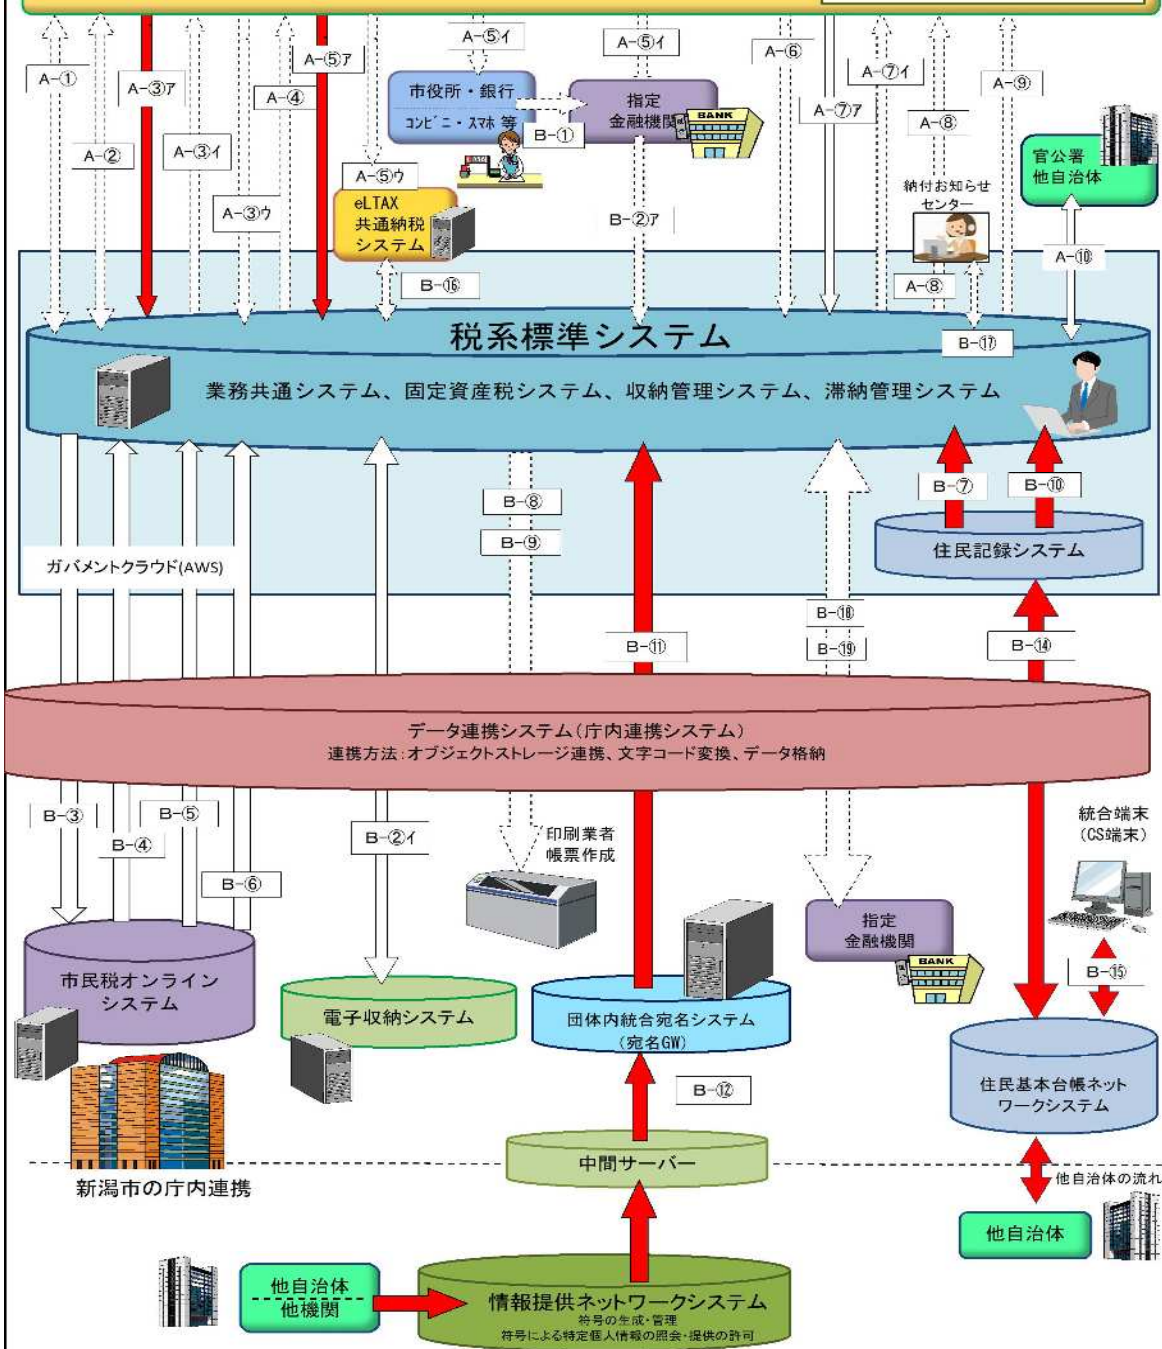 A-⑤イ
A-⑤イ
A-⑥
A-⑦イ
A-⑨
A-①
A-③ア
A-④
A-⑤ア
A-⑦ア
A-⑧
市役所・銀行
コンビニ・スマホ 等
B-①
指定
金融機関
BANK
官公署
他自治体
A-②
A-③イ
A-③ウ
A-⑤ウ
eLTAX
共通納税
システム
B-②ア
納付お知らせ
センター
A-⑩
B-⑯
A-⑧
B-⑰
税系標準システム
業務共通システム、固定資産税システム、収納管理システム、滞納管理システム
B-⑧
B-⑨
B-⑦
B-⑩
住民記録システム
ガバメントクラウド(AWS)
B-⑪
B-⑱
B-⑲
B-⑭
データ連携システム(庁内連携システム)
連携方法:オブジェクトストレージ連携、文字コード変換、データ格納
B-③
B-④
B-⑤
B-⑥
B-②イ
印刷業者
帳票作成
統合端末
(CS端末)
指定
金融機関
BANK
B-⑮
市民税オンライン
システム
電子収納システム
団体内統合宛名システム
(宛名GW)
住民基本台帳ネット
ワークシステム
B-⑫
中間サーバー
新潟市の庁内連携
他自治体の流れ
他自治体
他自治体
他機関
情報提供ネットワークシステム
符号の生成・管理
符号による特定個人情報の照会・提供の許可